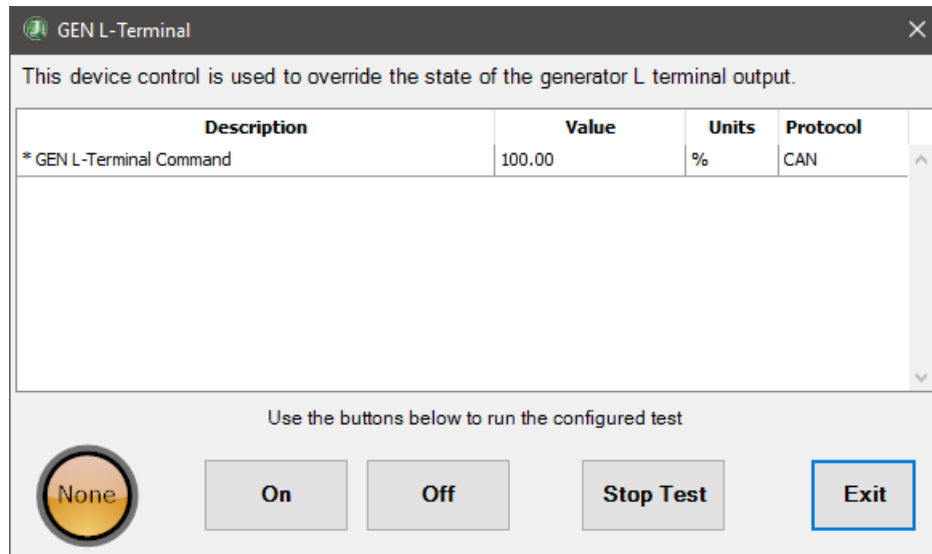 GEN L-Terminal
This device control is used to override the state of the generator L terminal output.
Description Value Units Protocol
* GEN L-Terminal Command 100.00 % CAN
Use the buttons below to run the configured test
None On Off Stop Test Exit